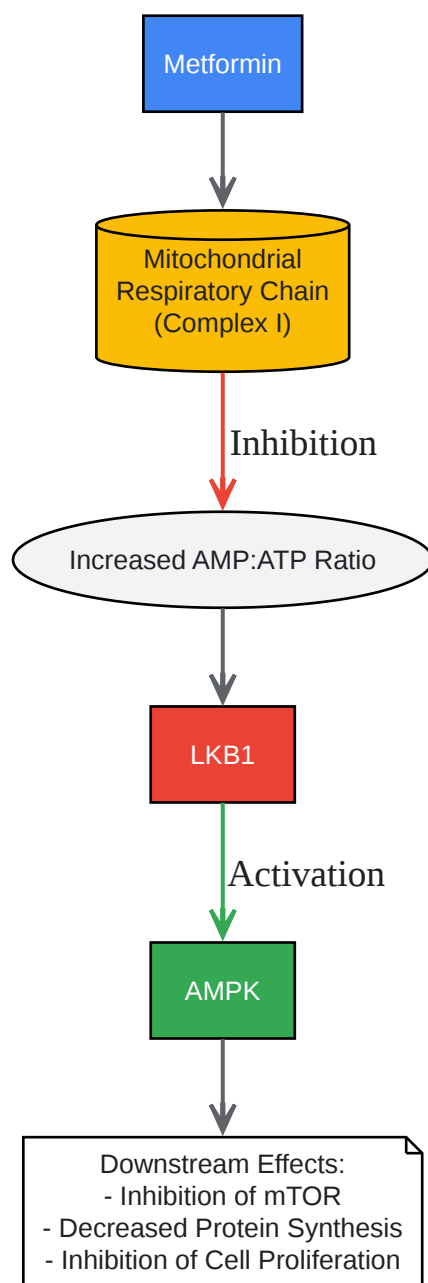 Metformin
Mitochondrial
Respiratory Chain
(Complex I)
Inhibition
Increased AMP:ATP Ratio
LKB1
Activation
AMPK
Downstream Effects:
- Inhibition of mTOR
- Decreased Protein Synthesis
- Inhibition of Cell Proliferation